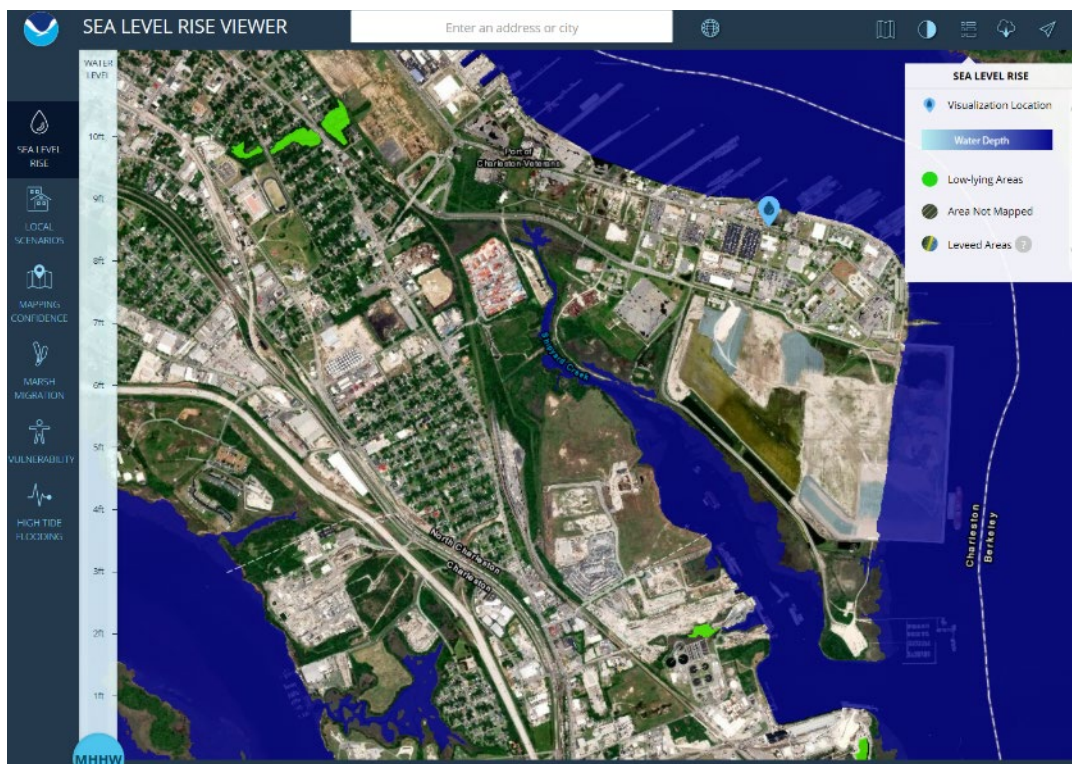 SEA LEVEL RISE VIEWER
Enter an address or city
WATER
LEVEL
10ft
9ft
8ft
7ft
6ft
5ft
4ft
3ft
2ft
1ft
MHHW
SEA LEVEL
RISE
LOCAL
SCENARIOS
MAPPING
CONFIDENCE
MARSH
MIGRATION
VULNERABILITY
HIGH TIDE
FLOODING
Port of
Charleston-Veterans
Shipyard Creek
North Charleston
Charleston
Charleston
Berkeley
SEA LEVEL RISE
Visualization Location
Water Depth
Low-lying Areas
Area Not Mapped
Leveed Areas ?